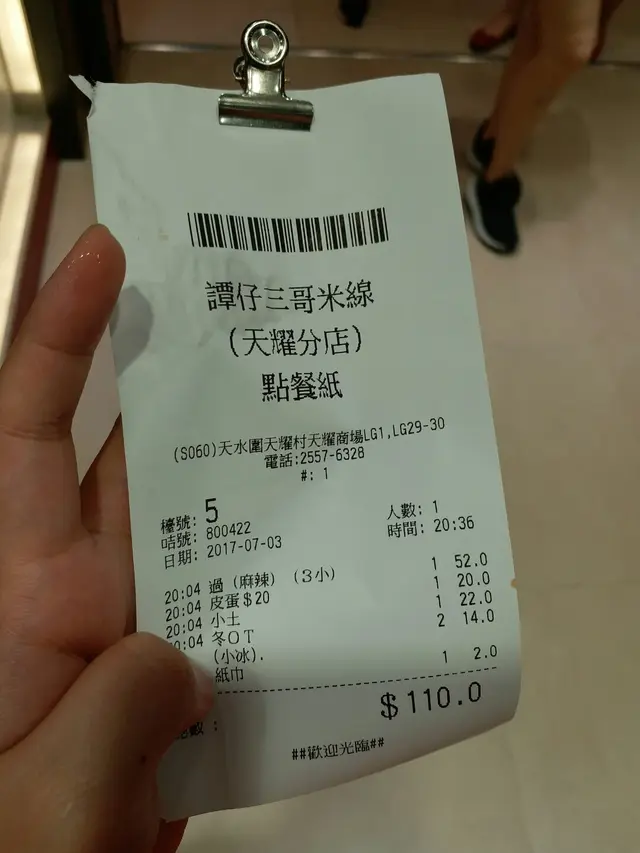 譚仔三哥米線
(天耀分店)
點餐紙
(S060)天水圍天耀村天耀商場LG1,LG29-30
電話:2557-6328
#: 1
檯號: 5 人數: 1
咭號: 800422 時間: 20:36
日期: 2017-07-03
20:04 過 (麻辣) (3小) 1 52.0
20:04 皮蛋$20 1 20.0
20:04 小土 1 22.0
0:04 冬OT 2 14.0
(小冰).
紙巾 1 2.0
$110.0
數 :
##歡迎光臨##